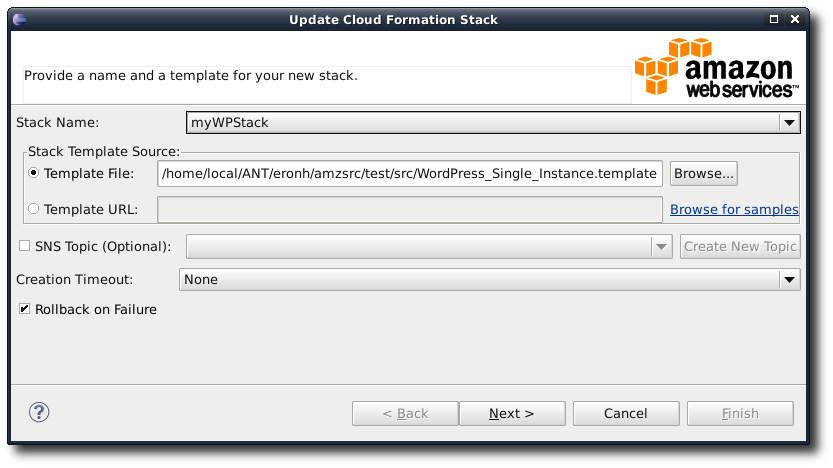 Update Cloud Formation Stack
Provide a name and a template for your new stack.
amazon
webservices™
Stack Name: myWPStack
Stack Template Source:
Template File: /home/local/ANT/eronh/amzsrc/test/src/WordPress_Single_Instance.template Browse...
Template URL: Browse for samples
SNS Topic (Optional): Create New Topic
Creation Timeout: None
Rollback on Failure
? < Back Next > Cancel Finish